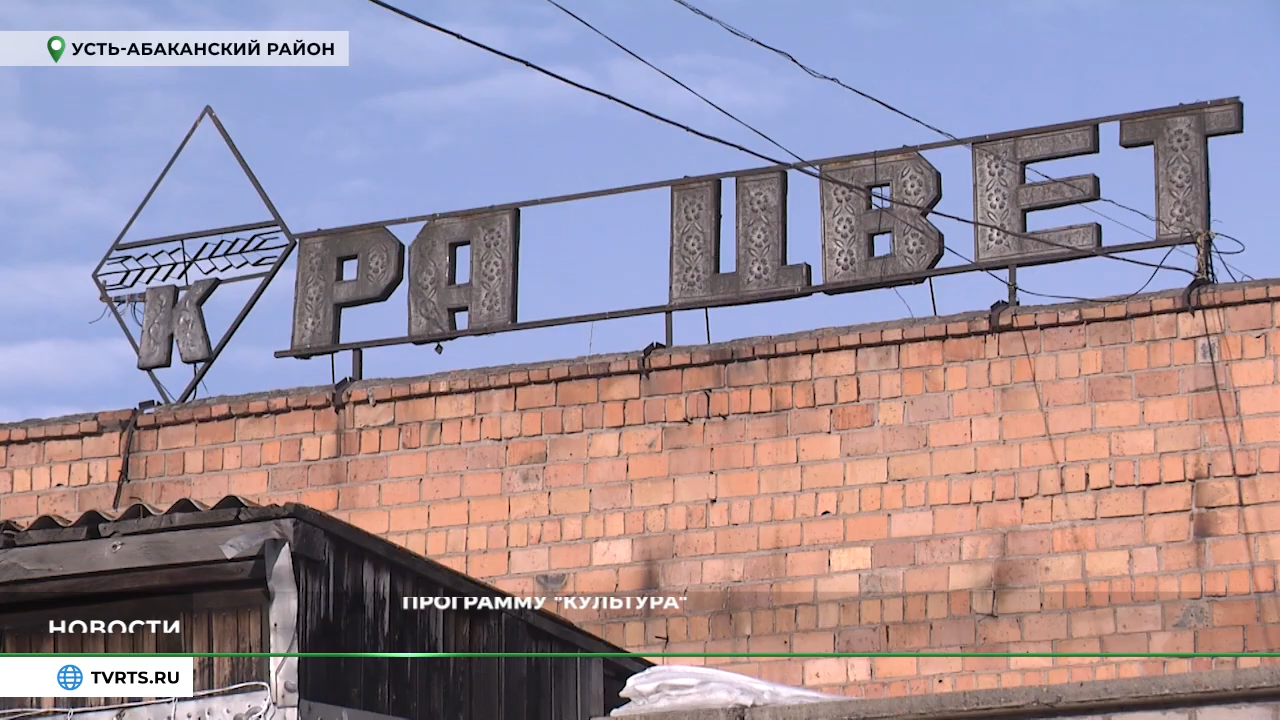 УСТЬ-АБАКАНСКИЙ РАЙОН
К РА ЦВЕТ
ПРОГРАММУ "КУЛЬТУРА"
НОВОСТИ
TVRTS.RU